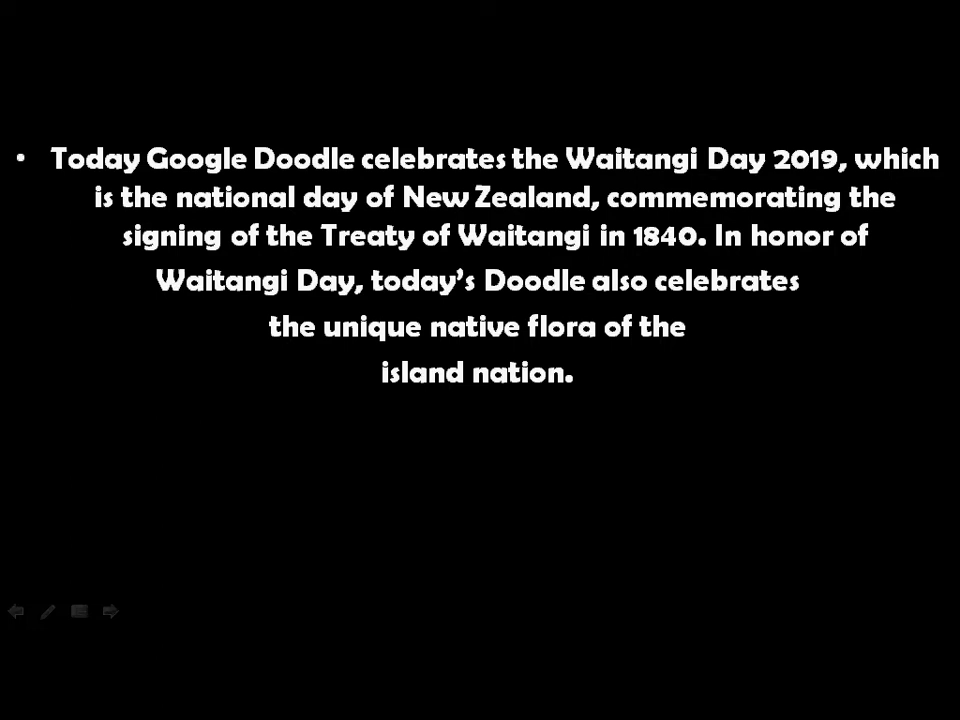 • Today Google Doodle celebrates the Waitangi Day 2019, which
is the national day of New Zealand, commemorating the
signing of the Treaty of Waitangi in 1840. In honor of
Waitangi Day, today's Doodle also celebrates
the unique native flora of the
island nation.